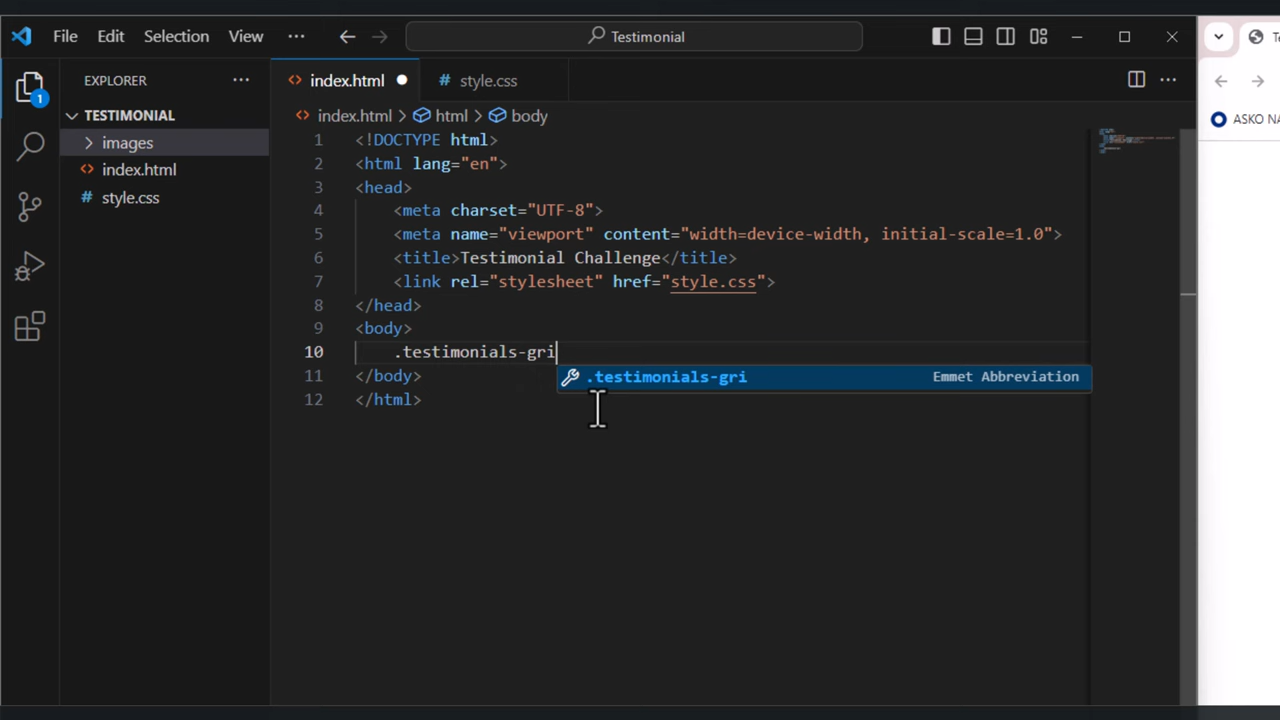 File Edit Selection View ··· Testimonial
EXPLORER ···
index.html style.css ···
TESTIMONIAL
index.html > html > body
images
index.html
style.css
1 <!DOCTYPE html>
2 <html lang="en">
3 <head>
4 <meta charset="UTF-8">
5 <meta name="viewport" content="width=device-width, initial-scale=1.0">
6 <title>Testimonial Challenge</title>
7 <link rel="stylesheet" href="style.css">
8 </head>
9 <body>
10 .testimonials-gri
.testimonials-gri Emmet Abbreviation
11 </body>
12 </html>
1
ASKO NA